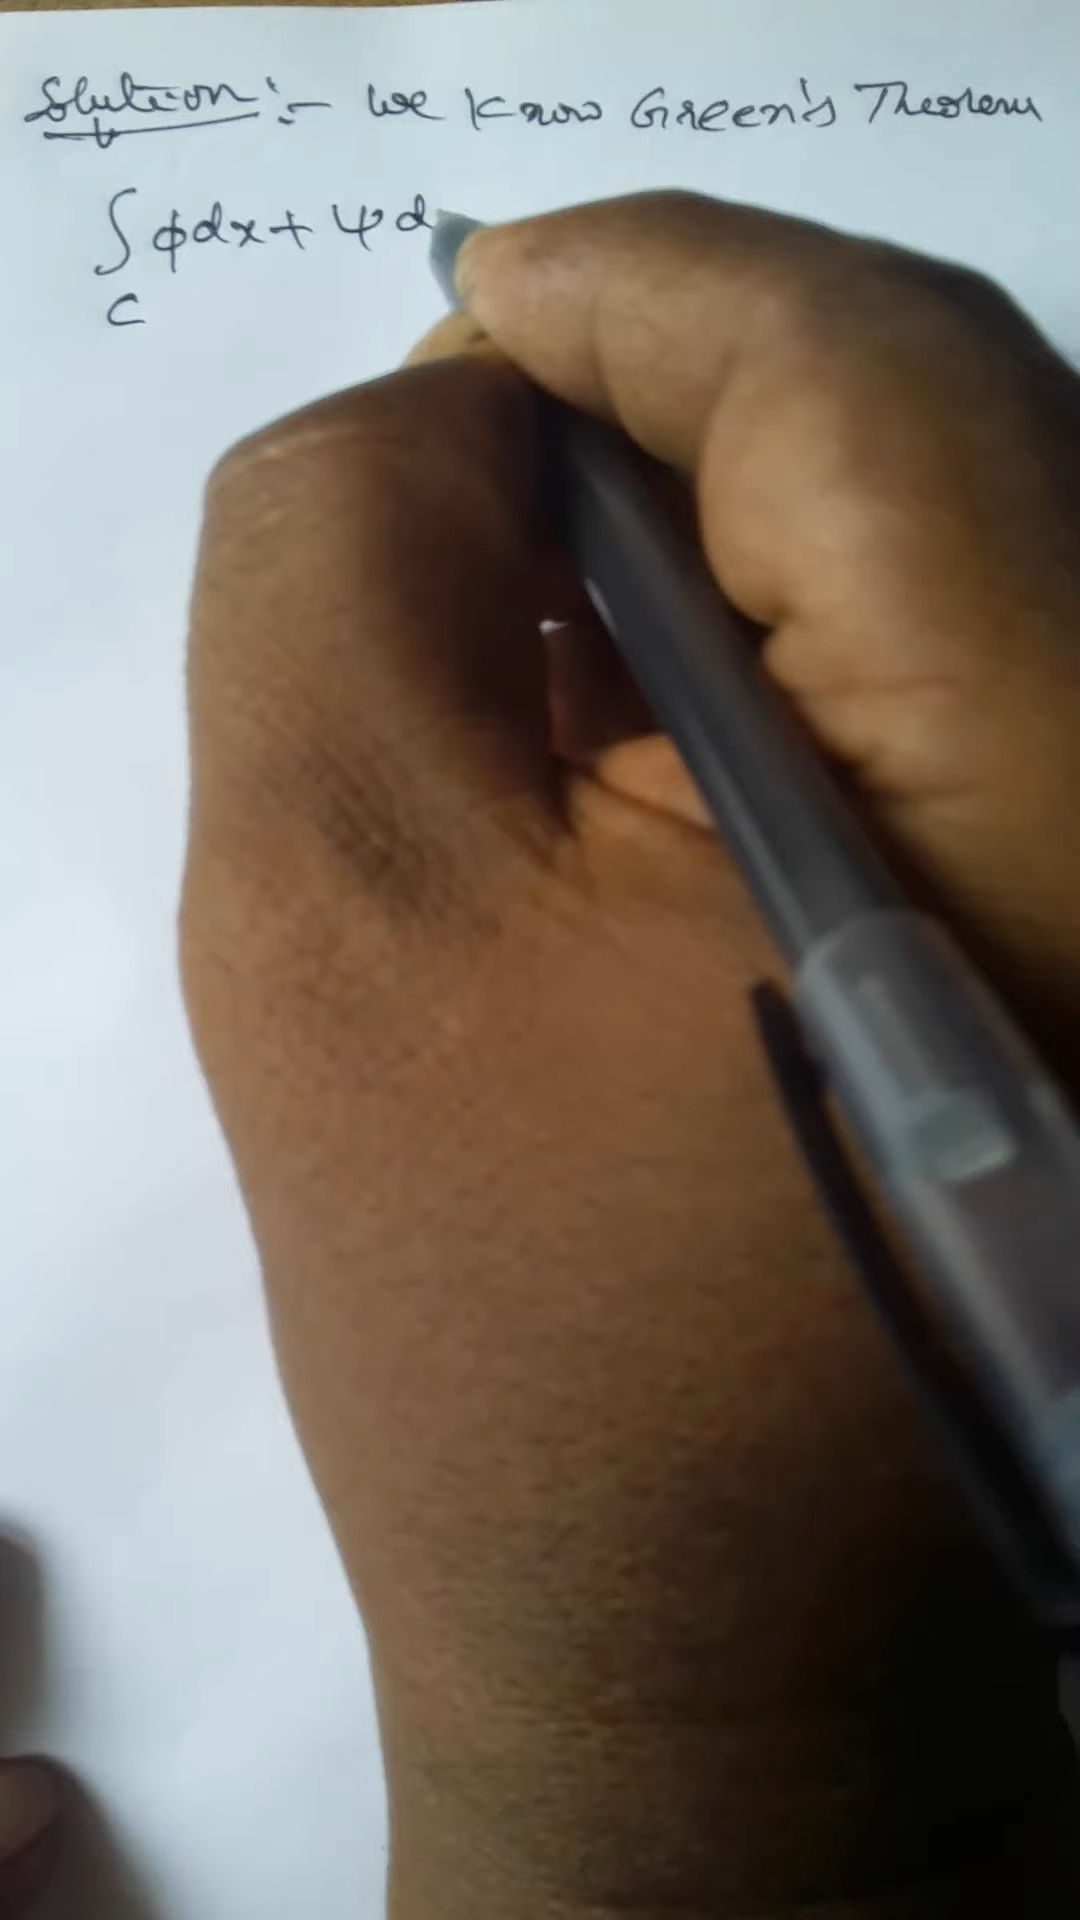 Solution :- We Know Green's Theorem
∫ φdx + ψd
C